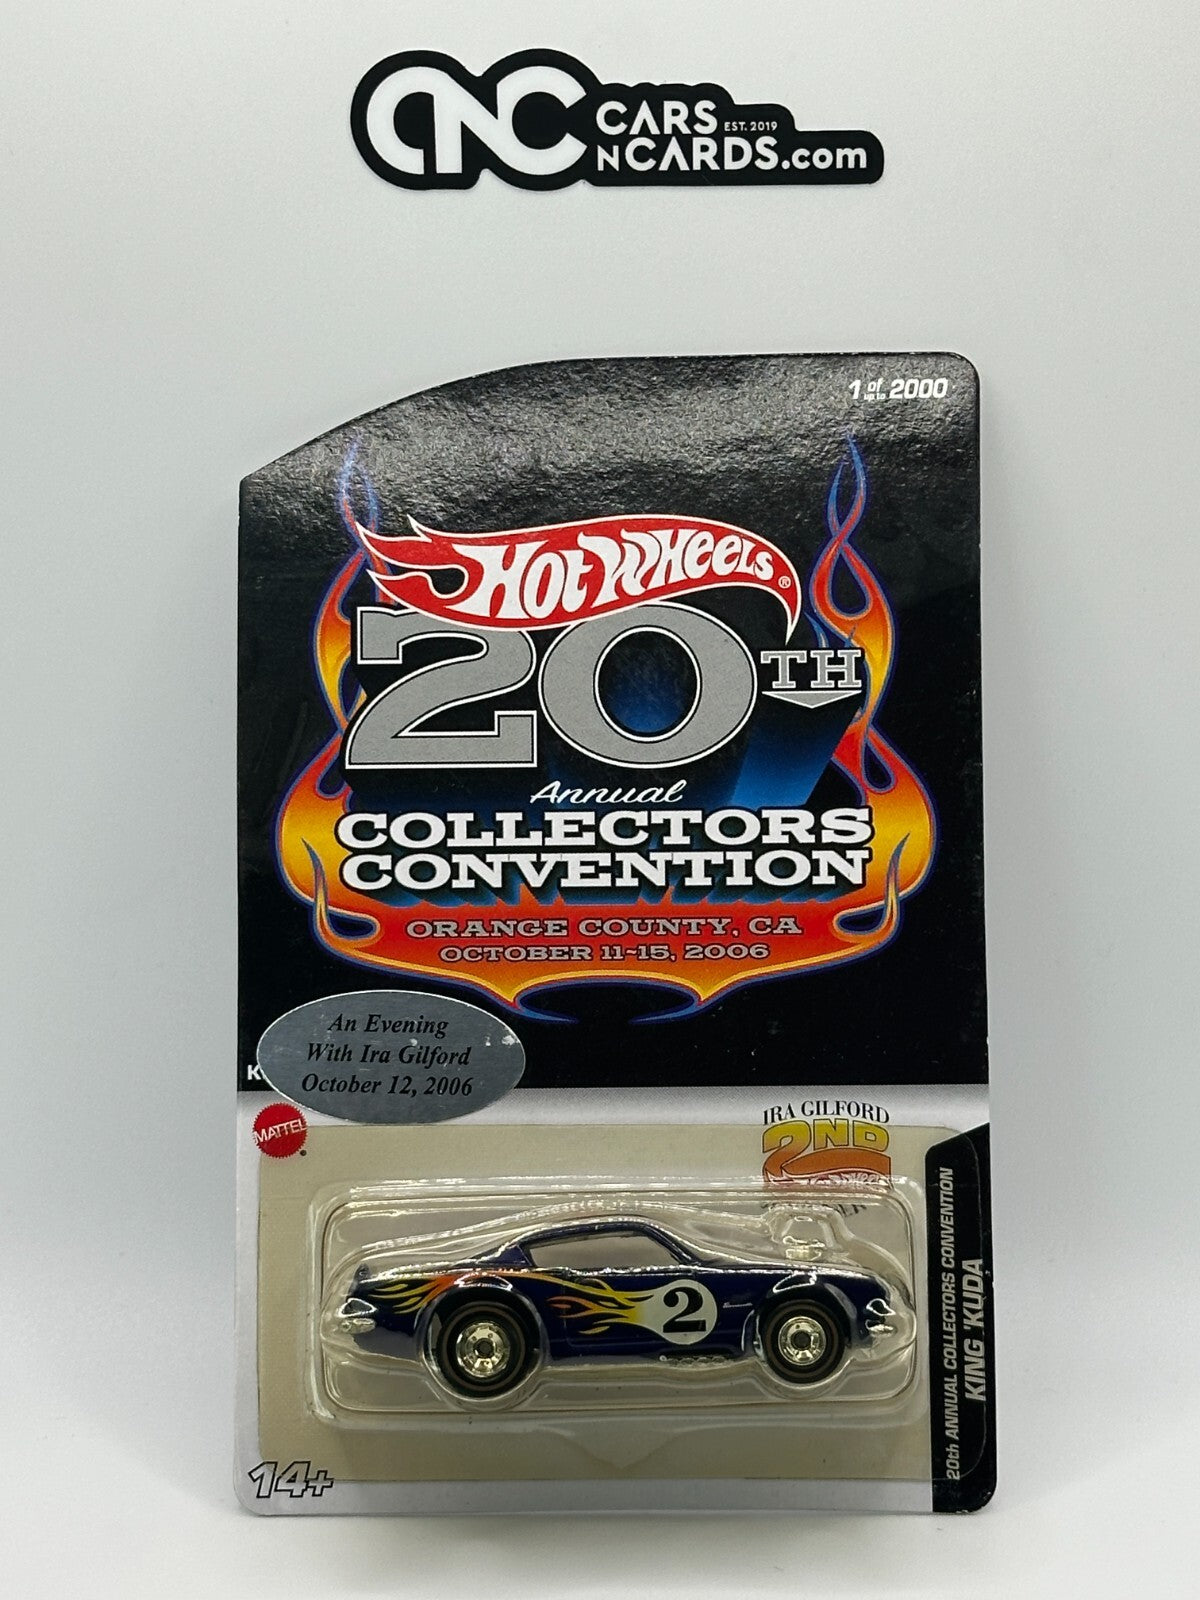 CNC CARS EST. 2019
NCARDS.com
1 of up to 2000
HOT WHEELS®
20TH
Annual
COLLECTORS
CONVENTION
ORANGE COUNTY, CA
OCTOBER 11~15, 2006
An Evening
With Ira Gilford
October 12, 2006
K
MATTEL
IRA GILFORD
2ND
2
14+
20th ANNUAL COLLECTORS CONVENTION
KING 'KUDA